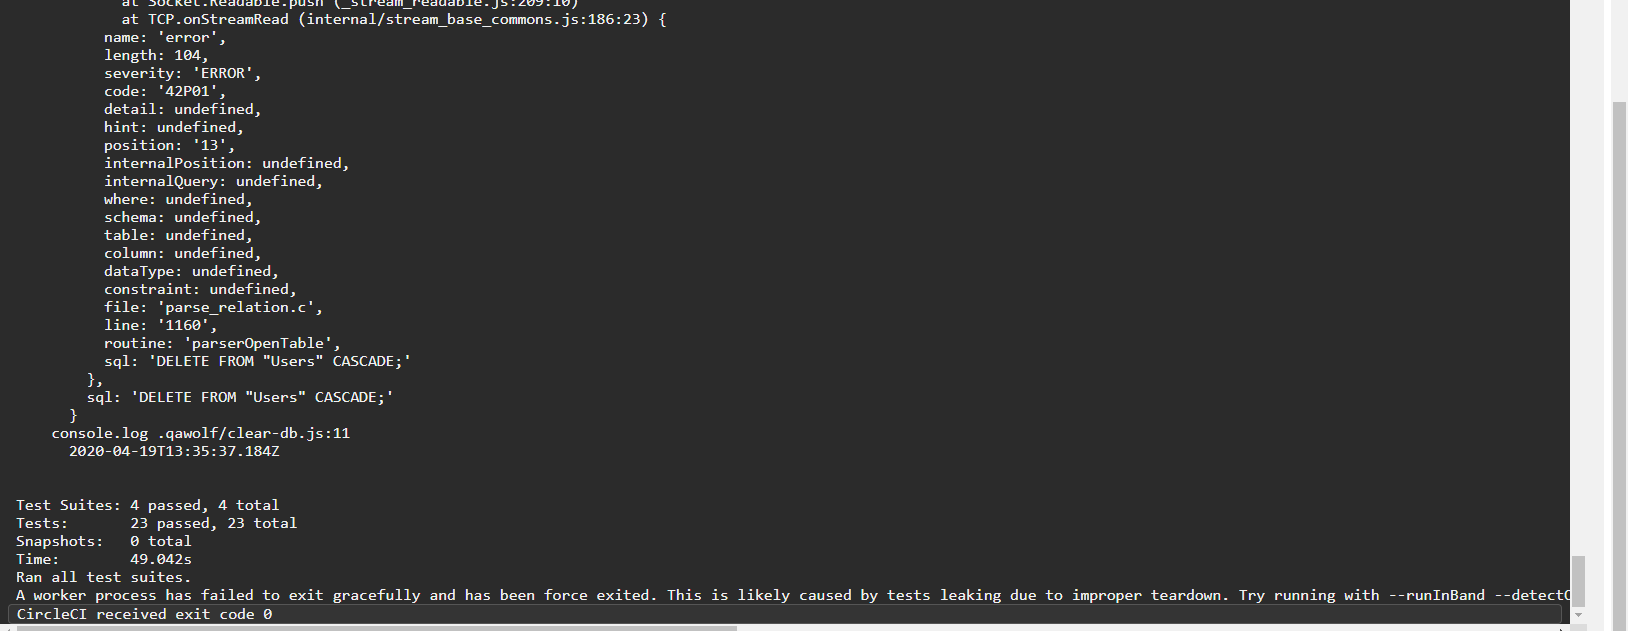 at Socket.Readable.push (_stream_readable.js:209:10)
at TCP.onStreamRead (internal/stream_base_commons.js:186:23) {
name: 'error',
length: 104,
severity: 'ERROR',
code: '42P01',
detail: undefined,
hint: undefined,
position: '13',
internalPosition: undefined,
internalQuery: undefined,
where: undefined,
schema: undefined,
table: undefined,
column: undefined,
dataType: undefined,
constraint: undefined,
file: 'parse_relation.c',
line: '1160',
routine: 'parserOpenTable',
sql: 'DELETE FROM "Users" CASCADE;'
},
sql: 'DELETE FROM "Users" CASCADE;'
}
console.log .qawolf/clear-db.js:11
2020-04-19T13:35:37.184Z
Test Suites: 4 passed, 4 total
Tests: 23 passed, 23 total
Snapshots: 0 total
Time: 49.042s
Ran all test suites.
A worker process has failed to exit gracefully and has been force exited. This is likely caused by tests leaking due to improper teardown. Try running with --runInBand --detect
CircleCI received exit code 0